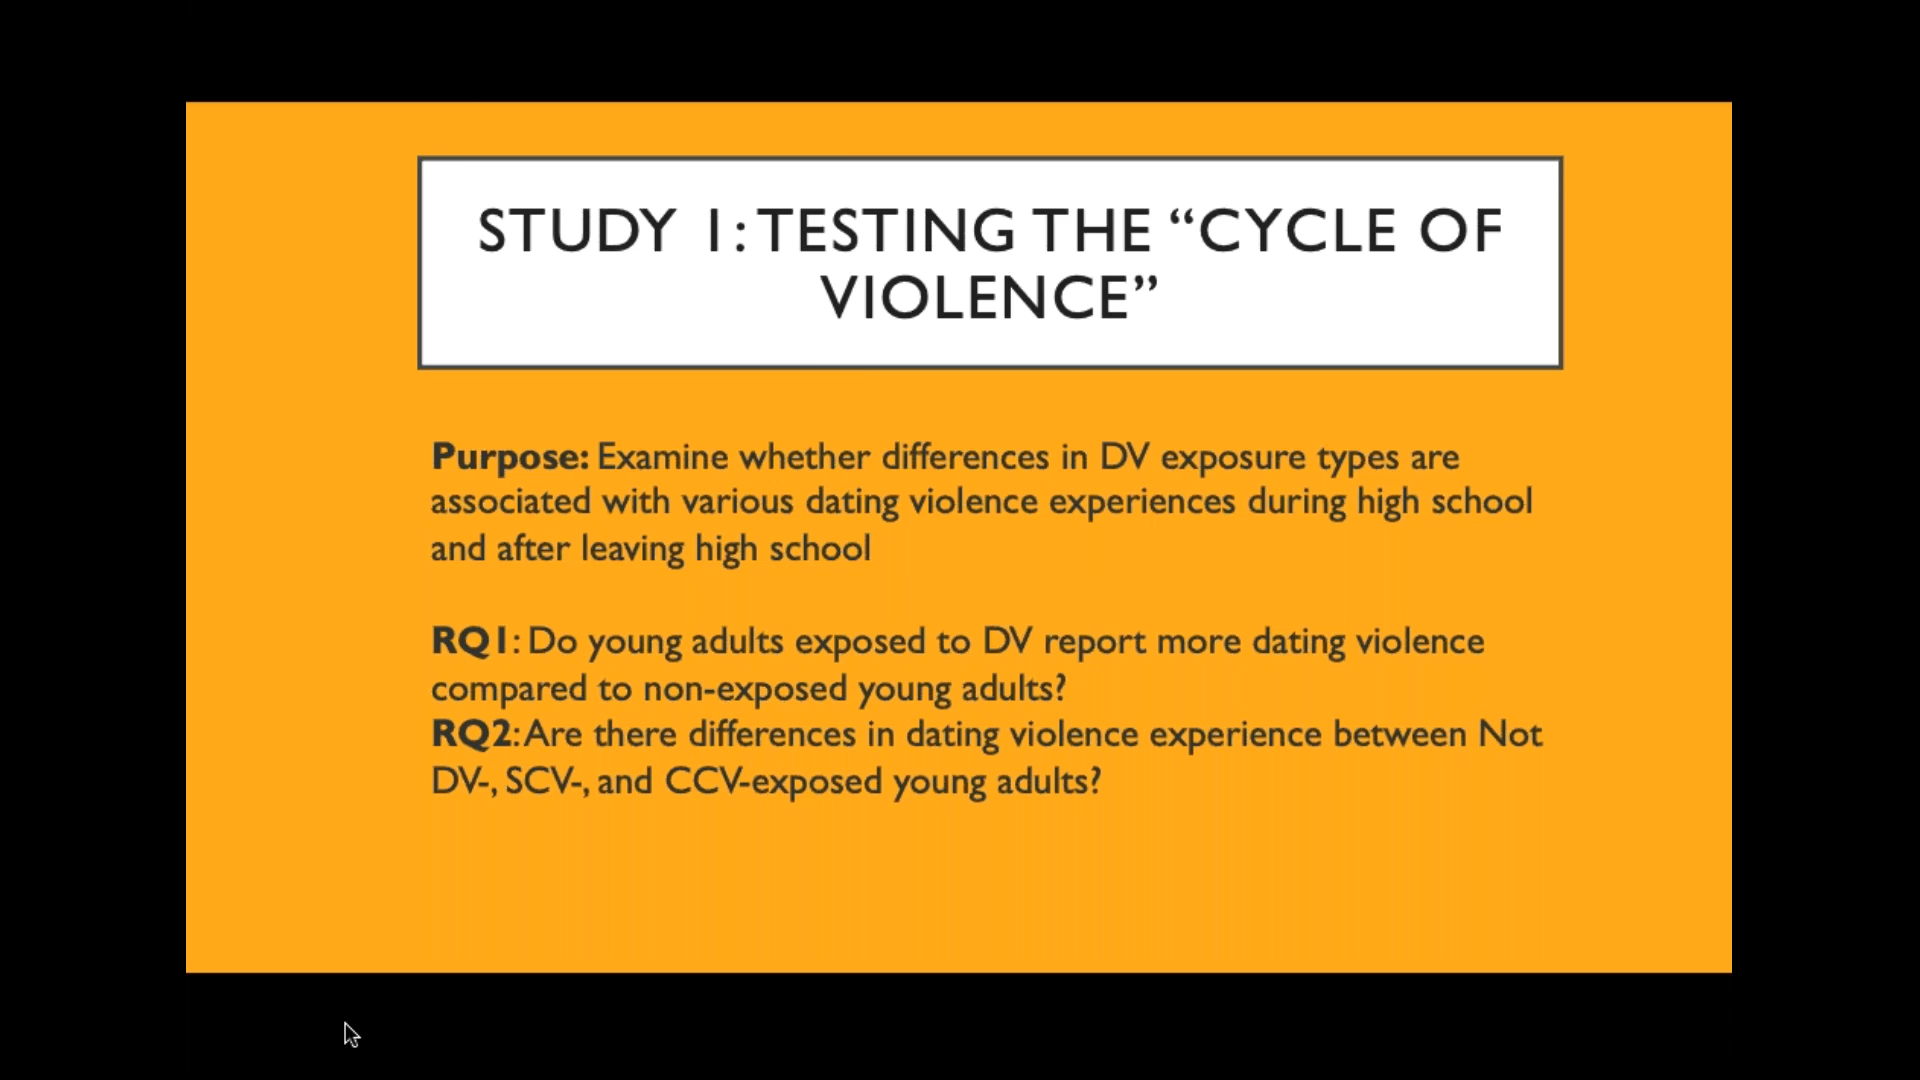 STUDY 1: TESTING THE “CYCLE OF
VIOLENCE”
Purpose: Examine whether differences in DV exposure types are
associated with various dating violence experiences during high school
and after leaving high school
RQ1: Do young adults exposed to DV report more dating violence
compared to non-exposed young adults?
RQ2: Are there differences in dating violence experience between Not
DV-, SCV-, and CCV-exposed young adults?